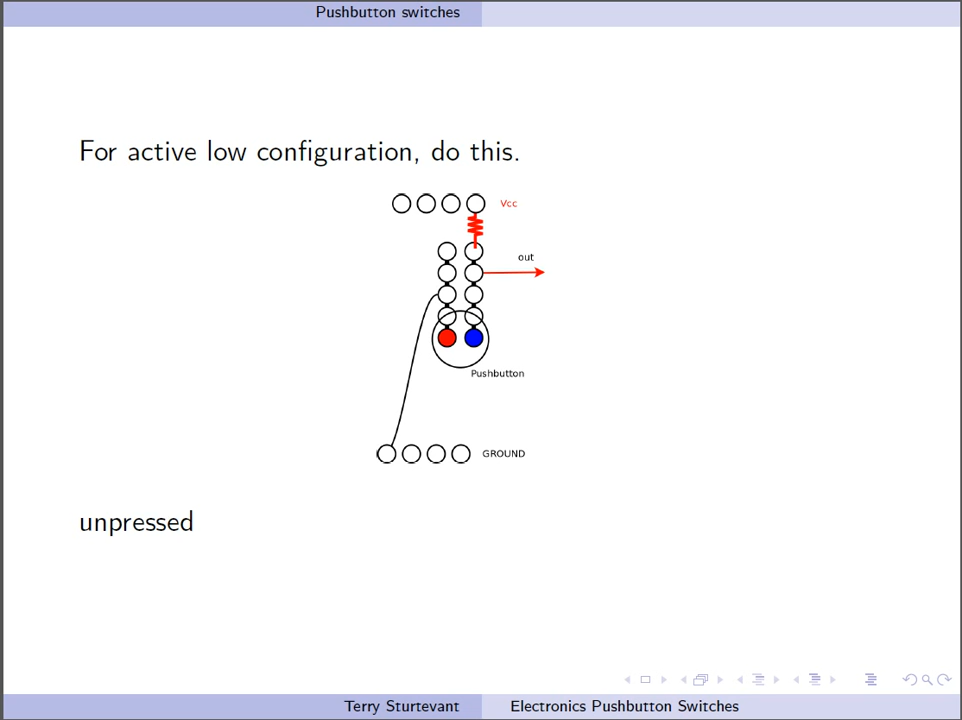 Pushbutton switches
For active low configuration, do this.
Vcc
out
Pushbutton
GROUND
unpressed
Terry Sturtevant
Electronics Pushbutton Switches